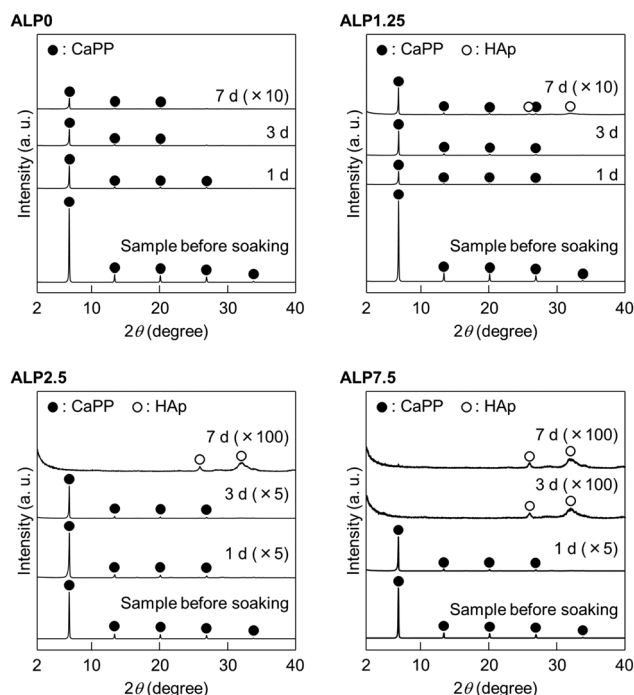 ALP0
●: CaPP
7 d (×10)
3 d
1 d
Sample before soaking
Intensity (a. u.)
2 10 20 30 40
2θ (degree)
ALP1.25
●: CaPP ○: HAp
7 d (×10)
3 d
1 d
Sample before soaking
Intensity (a. u.)
2 10 20 30 40
2θ (degree)
ALP2.5
●: CaPP ○: HAp
7 d (×100)
3 d (×5)
1 d (×5)
Sample before soaking
Intensity (a. u.)
2 10 20 30 40
2θ (degree)
ALP7.5
●: CaPP ○: HAp
7 d (×100)
3 d (×100)
1 d (×5)
Sample before soaking
Intensity (a. u.)
2 10 20 30 40
2θ (degree)